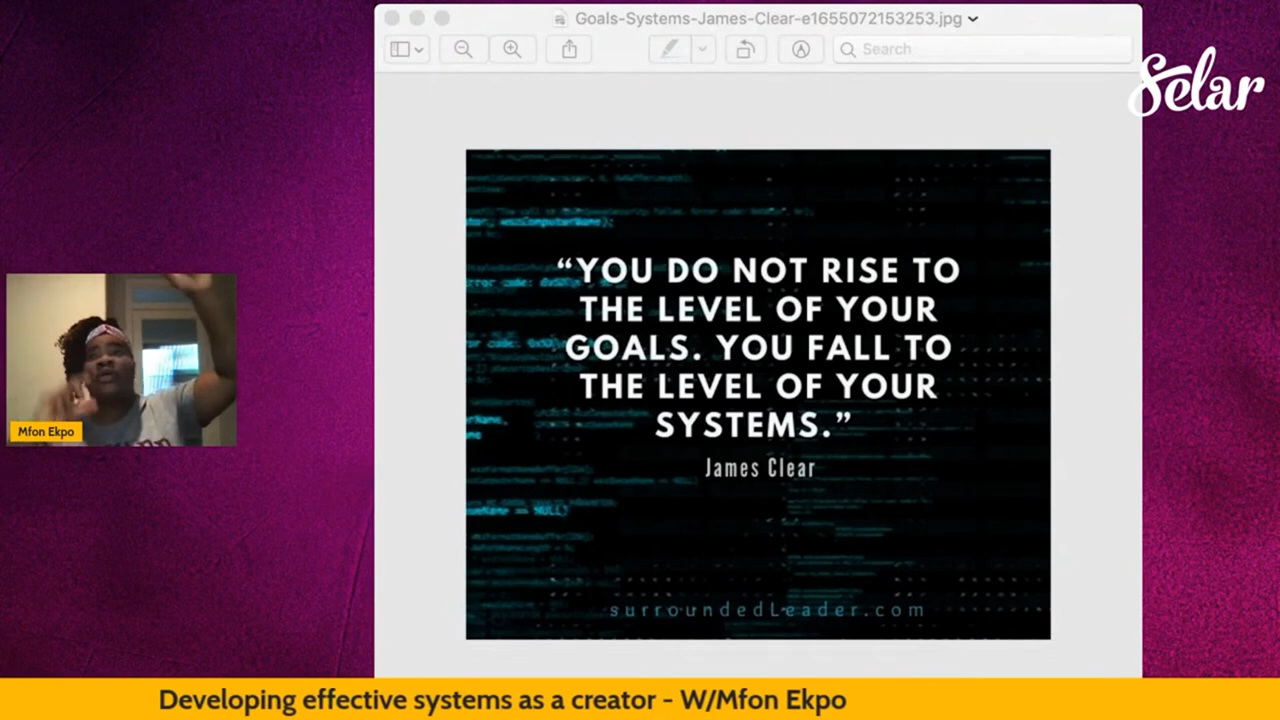 Goals-Systems-James-Clear-e1655072153253.jpg
Search
Selar
“YOU DO NOT RISE TO
THE LEVEL OF YOUR
GOALS. YOU FALL TO
THE LEVEL OF YOUR
SYSTEMS.”
James Clear
surroundedLeader.com
Mfon Ekpo
Developing effective systems as a creator - W/Mfon Ekpo